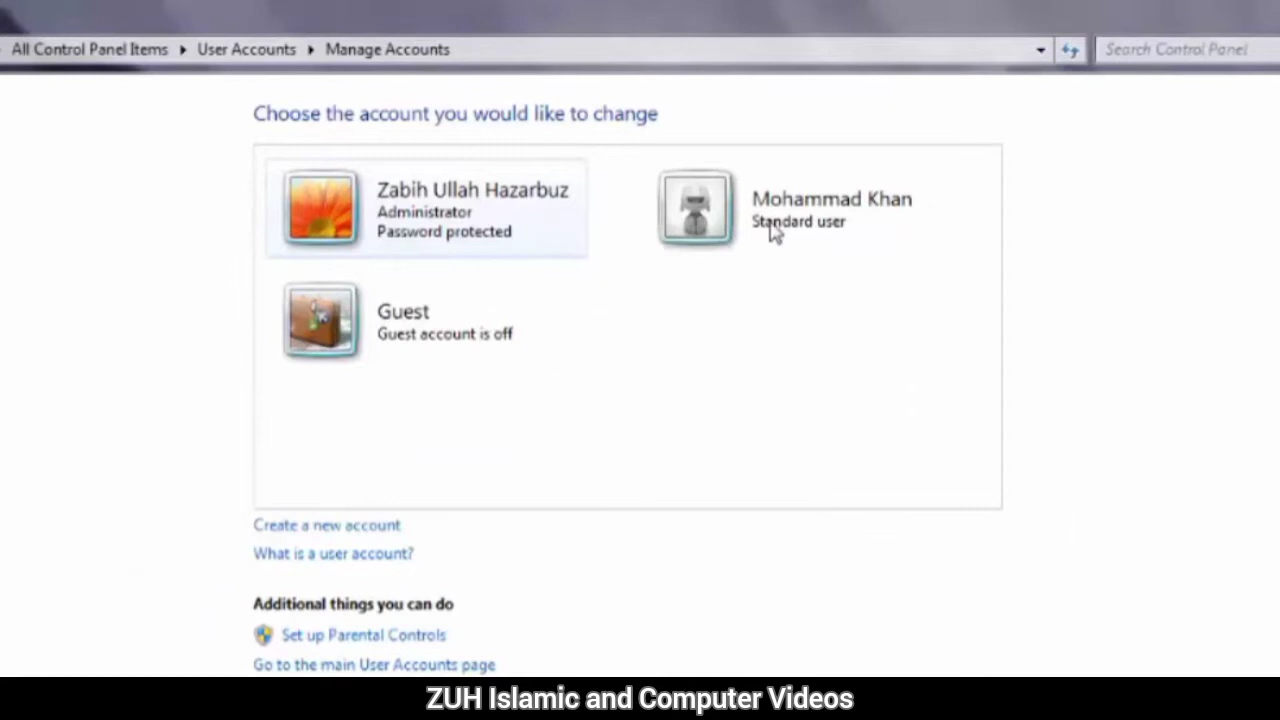 All Control Panel Items ▸ User Accounts ▸ Manage Accounts
Search Control Panel
Choose the account you would like to change
Zabih Ullah Hazarbuz
Administrator
Password protected
Mohammad Khan
Standard user
Guest
Guest account is off
Create a new account
What is a user account?
Additional things you can do
Set up Parental Controls
Go to the main User Accounts page
ZUH Islamic and Computer Videos